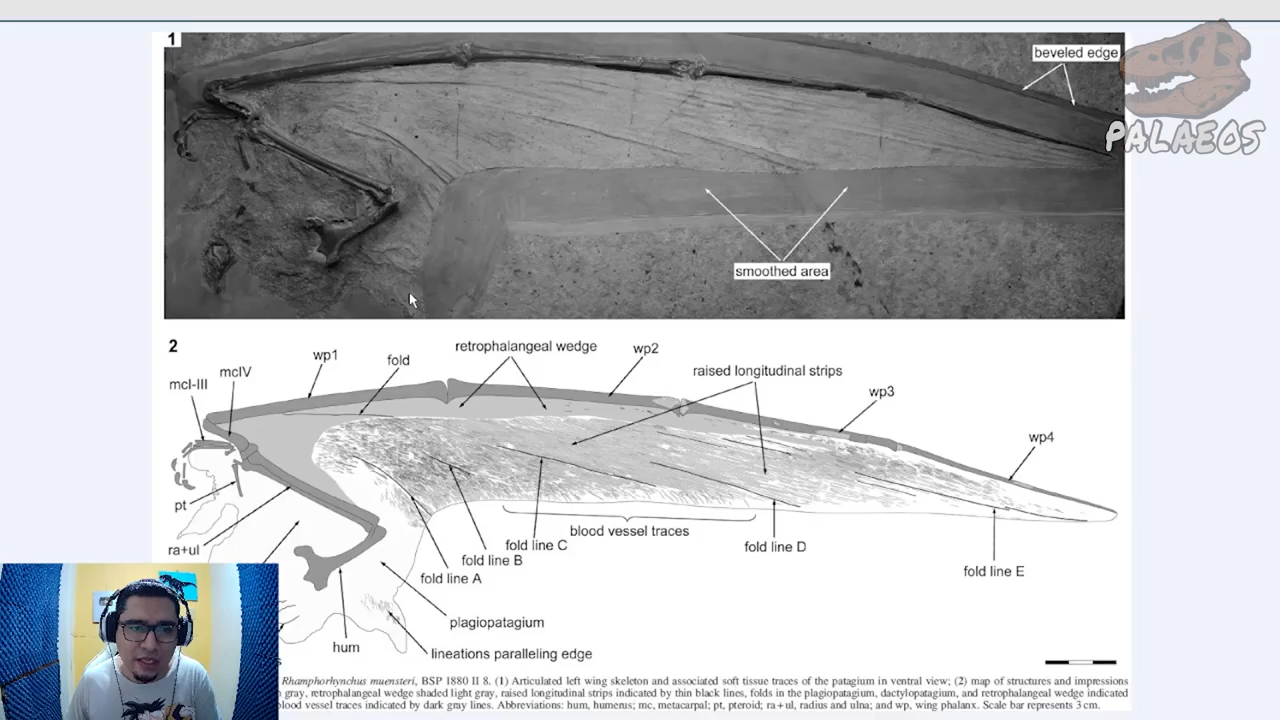 1
beveled edge
PALAEOS
smoothed area
2
retrophalangeal wedge
wp2
wp1
fold
raised longitudinal strips
mcIV
mcI-III
wp3
wp4
pt
blood vessel traces
fold line C
fold line D
ra+ul
fold line B
fold line E
fold line A
plagiopatagium
hum
lineations paralleling edge
Rhamphorhynchus muensteri, BSP 1880 II 8. (1) Articulated left wing skeleton and associated soft tissue traces of the patagium in ventral view; (2) map of structures and impressions
gray, retrophalangeal wedge shaded light gray, raised longitudinal strips indicated by thin black lines, folds in the plagiopatagium, dactylopatagium, and retrophalangeal wedge indicated
blood vessel traces indicated by dark gray lines. Abbreviations: hum, humerus; mc, metacarpal; pt, pteroid; ra + ul, radius and ulna; and wp, wing phalanx. Scale bar represents 3 cm.